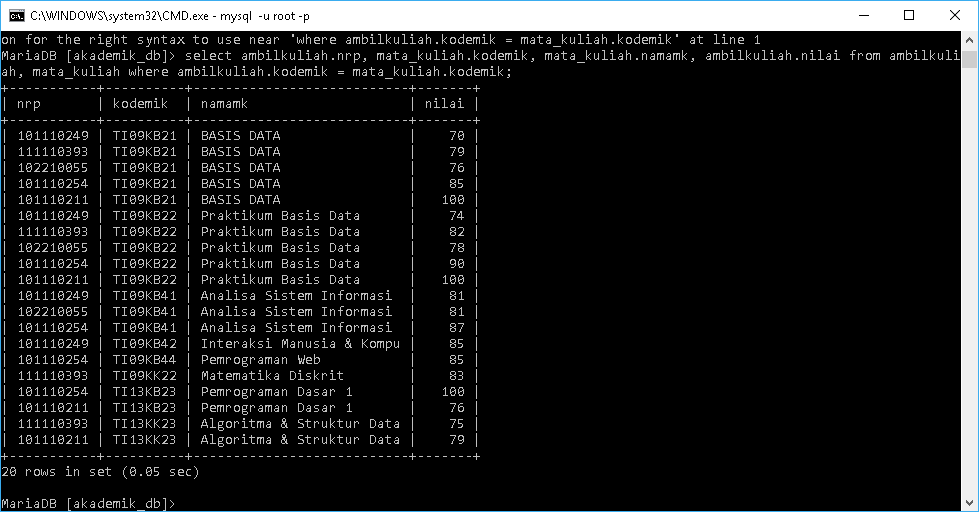 C:\WINDOWS\system32\CMD.exe - mysql -u root -p
on for the right syntax to use near 'where ambilkuliah.kodemik = mata_kuliah.kodemik' at line 1
MariaDB [akademik_db]> select ambilkuliah.nrp, mata_kuliah.kodemik, mata_kuliah.namamk, ambilkuliah.nilai from ambilkuli
ah, mata_kuliah where ambilkuliah.kodemik = mata_kuliah.kodemik;
+-----------+----------+---------------------------+-------+
| nrp       | kodemik  | namamk                    | nilai |
+-----------+----------+---------------------------+-------+
| 101110249 | TI09KB21 | BASIS DATA                |    70 |
| 111110393 | TI09KB21 | BASIS DATA                |    79 |
| 102210055 | TI09KB21 | BASIS DATA                |    76 |
| 101110254 | TI09KB21 | BASIS DATA                |    85 |
| 101110211 | TI09KB21 | BASIS DATA                |   100 |
| 101110249 | TI09KB22 | Praktikum Basis Data      |    74 |
| 111110393 | TI09KB22 | Praktikum Basis Data      |    82 |
| 102210055 | TI09KB22 | Praktikum Basis Data      |    78 |
| 101110254 | TI09KB22 | Praktikum Basis Data      |    90 |
| 101110211 | TI09KB22 | Praktikum Basis Data      |   100 |
| 101110249 | TI09KB41 | Analisa Sistem Informasi  |    81 |
| 102210055 | TI09KB41 | Analisa Sistem Informasi  |    81 |
| 101110254 | TI09KB41 | Analisa Sistem Informasi  |    87 |
| 101110249 | TI09KB42 | Interaksi Manusia & Kompu |    85 |
| 101110254 | TI09KB44 | Pemrograman Web           |    85 |
| 111110393 | TI09KK22 | Matematika Diskrit        |    83 |
| 101110254 | TI13KB23 | Pemrograman Dasar 1       |   100 |
| 101110211 | TI13KB23 | Pemrograman Dasar 1       |    76 |
| 111110393 | TI13KK23 | Algoritma & Struktur Data |    75 |
| 101110211 | TI13KK23 | Algoritma & Struktur Data |    79 |
+-----------+----------+---------------------------+-------+
20 rows in set (0.05 sec)
MariaDB [akademik_db]>